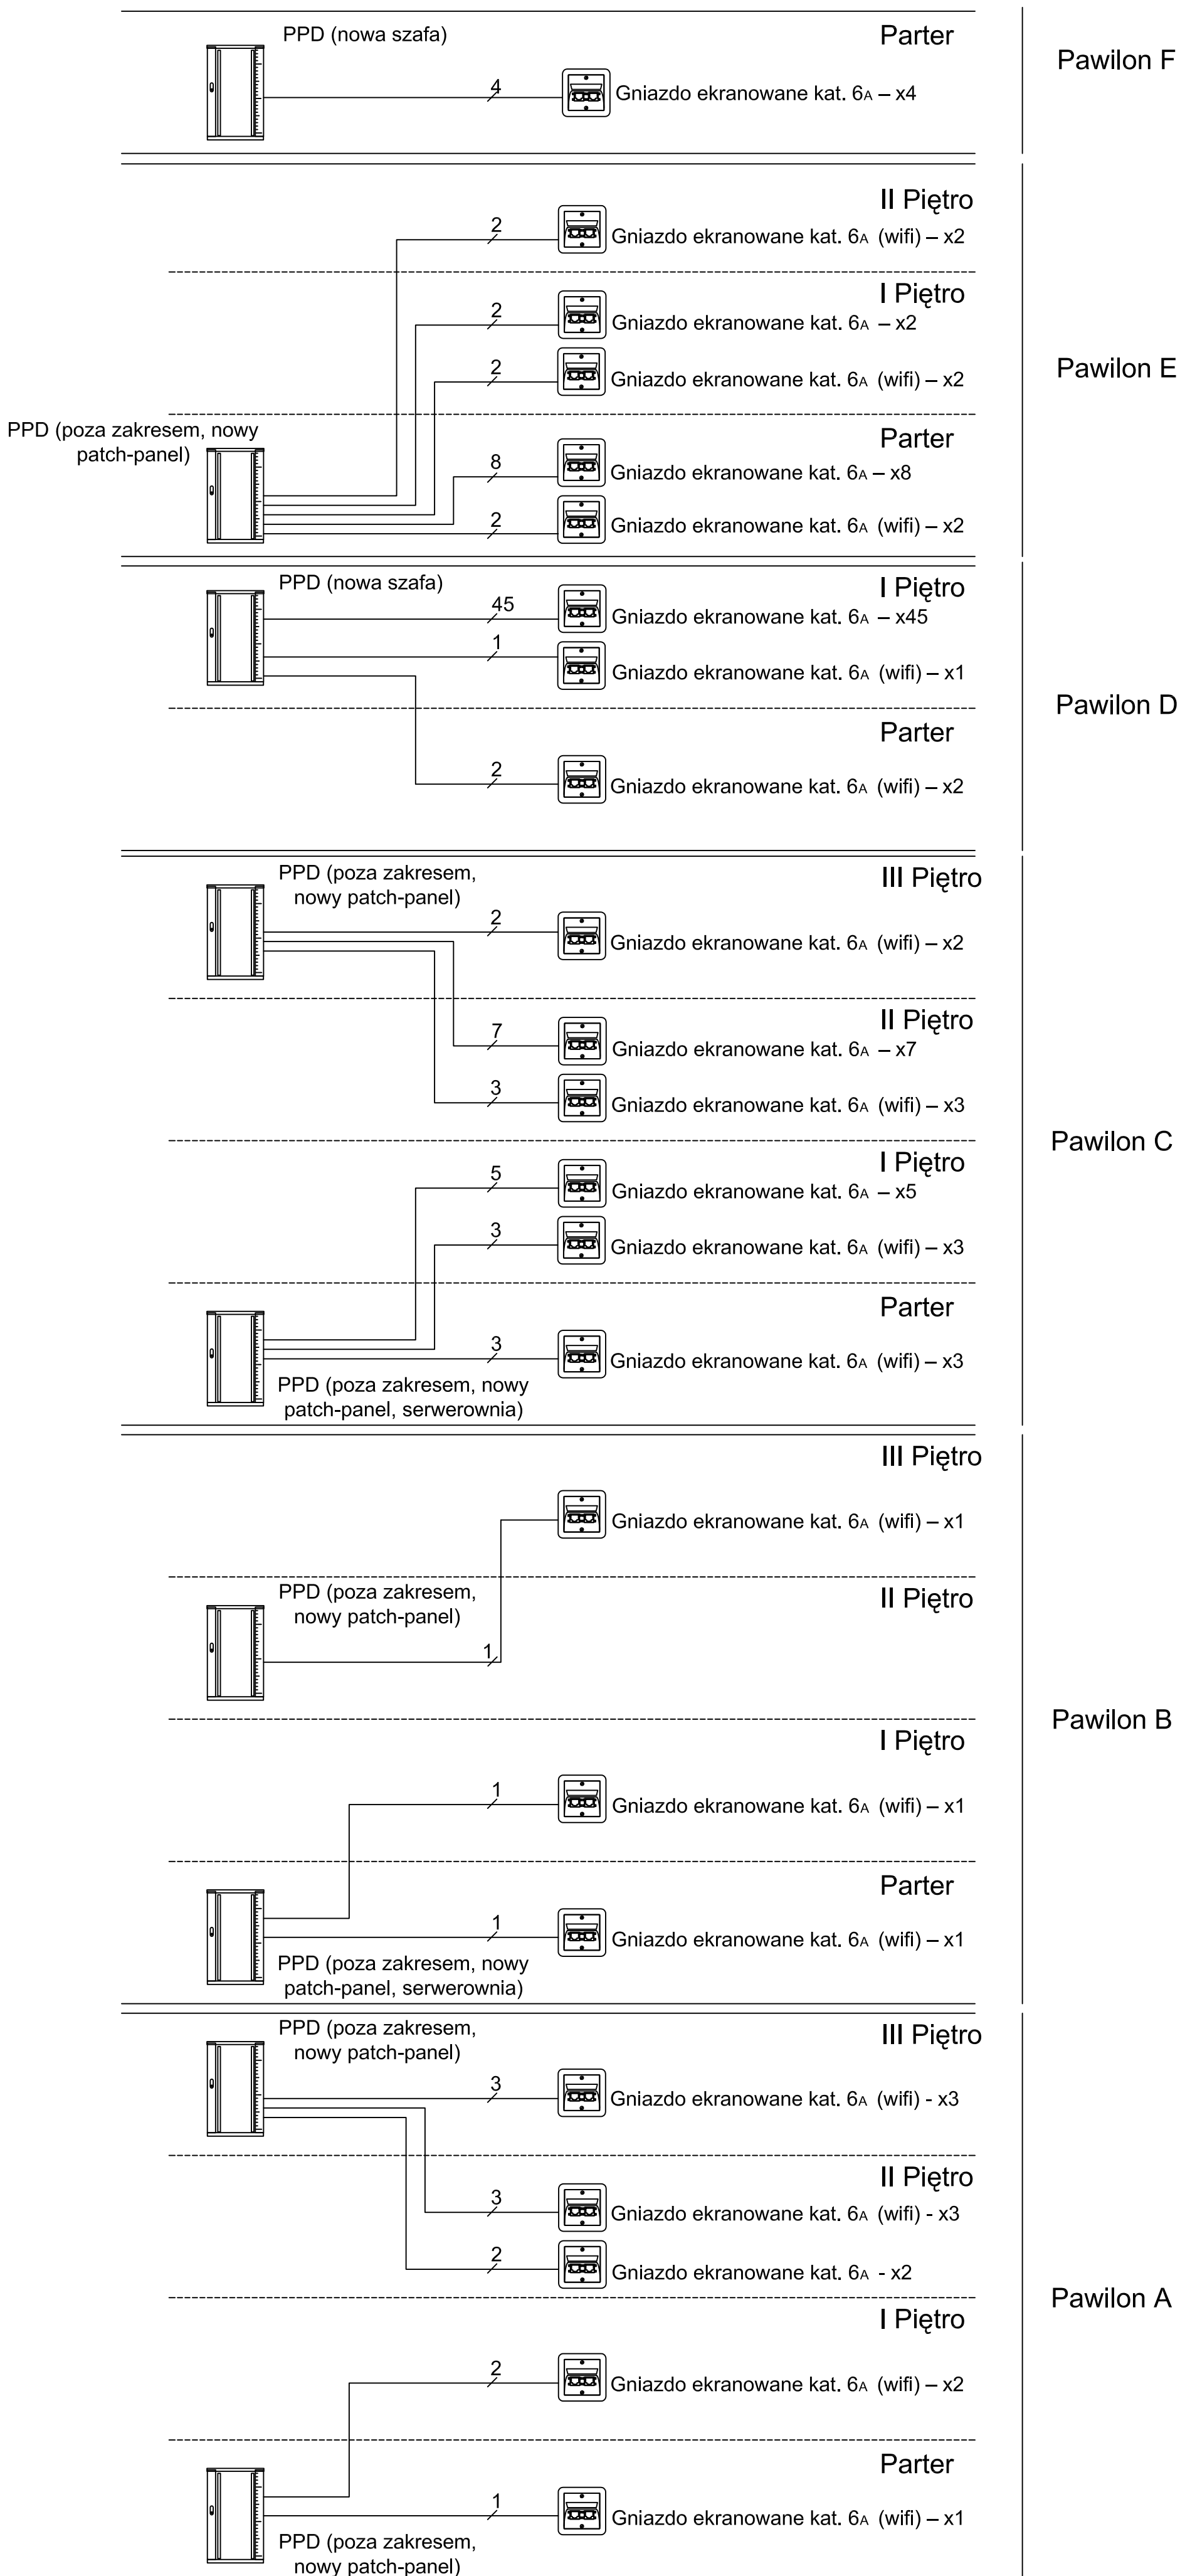 PPD (nowa szafa)
Parter
Pawilon F
4
Gniazdo ekranowane kat. 6A – x4
II Piętro
2
Gniazdo ekranowane kat. 6A (wifi) – x2
I Piętro
2
Gniazdo ekranowane kat. 6A – x2
2
Gniazdo ekranowane kat. 6A (wifi) – x2
Pawilon E
PPD (poza zakresem, nowy
patch-panel)
Parter
8
Gniazdo ekranowane kat. 6A – x8
2
Gniazdo ekranowane kat. 6A (wifi) – x2
PPD (nowa szafa)
I Piętro
45
Gniazdo ekranowane kat. 6A – x45
1
Gniazdo ekranowane kat. 6A (wifi) – x1
Pawilon D
Parter
2
Gniazdo ekranowane kat. 6A (wifi) – x2
PPD (poza zakresem,
nowy patch-panel)
III Piętro
2
Gniazdo ekranowane kat. 6A (wifi) – x2
II Piętro
7
Gniazdo ekranowane kat. 6A – x7
3
Gniazdo ekranowane kat. 6A (wifi) – x3
Pawilon C
I Piętro
5
Gniazdo ekranowane kat. 6A – x5
3
Gniazdo ekranowane kat. 6A (wifi) – x3
Parter
3
Gniazdo ekranowane kat. 6A (wifi) – x3
PPD (poza zakresem, nowy
patch-panel, serwerownia)
III Piętro
Gniazdo ekranowane kat. 6A (wifi) – x1
PPD (poza zakresem,
nowy patch-panel)
II Piętro
1
Pawilon B
I Piętro
1
Gniazdo ekranowane kat. 6A (wifi) – x1
Parter
1
Gniazdo ekranowane kat. 6A (wifi) – x1
PPD (poza zakresem, nowy
patch-panel, serwerownia)
PPD (poza zakresem,
nowy patch-panel)
III Piętro
3
Gniazdo ekranowane kat. 6A (wifi) - x3
II Piętro
3
Gniazdo ekranowane kat. 6A (wifi) - x3
2
Gniazdo ekranowane kat. 6A - x2
Pawilon A
I Piętro
2
Gniazdo ekranowane kat. 6A (wifi) – x2
Parter
1
Gniazdo ekranowane kat. 6A (wifi) – x1
PPD (poza zakresem,
nowy patch-panel)